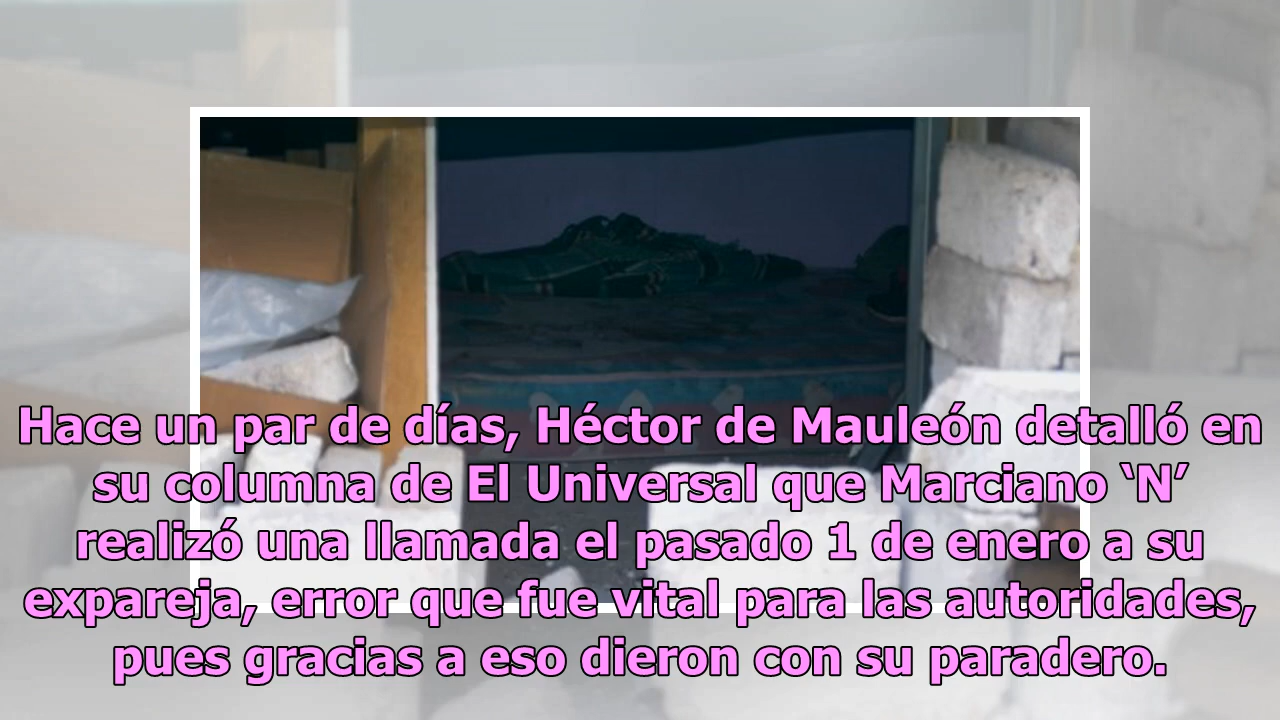 Hace un par de días, Héctor de Mauleón detalló en
su columna de El Universal que Marciano ‘N’
realizó una llamada el pasado 1 de enero a su
expareja, error que fue vital para las autoridades,
pues gracias a eso dieron con su paradero.